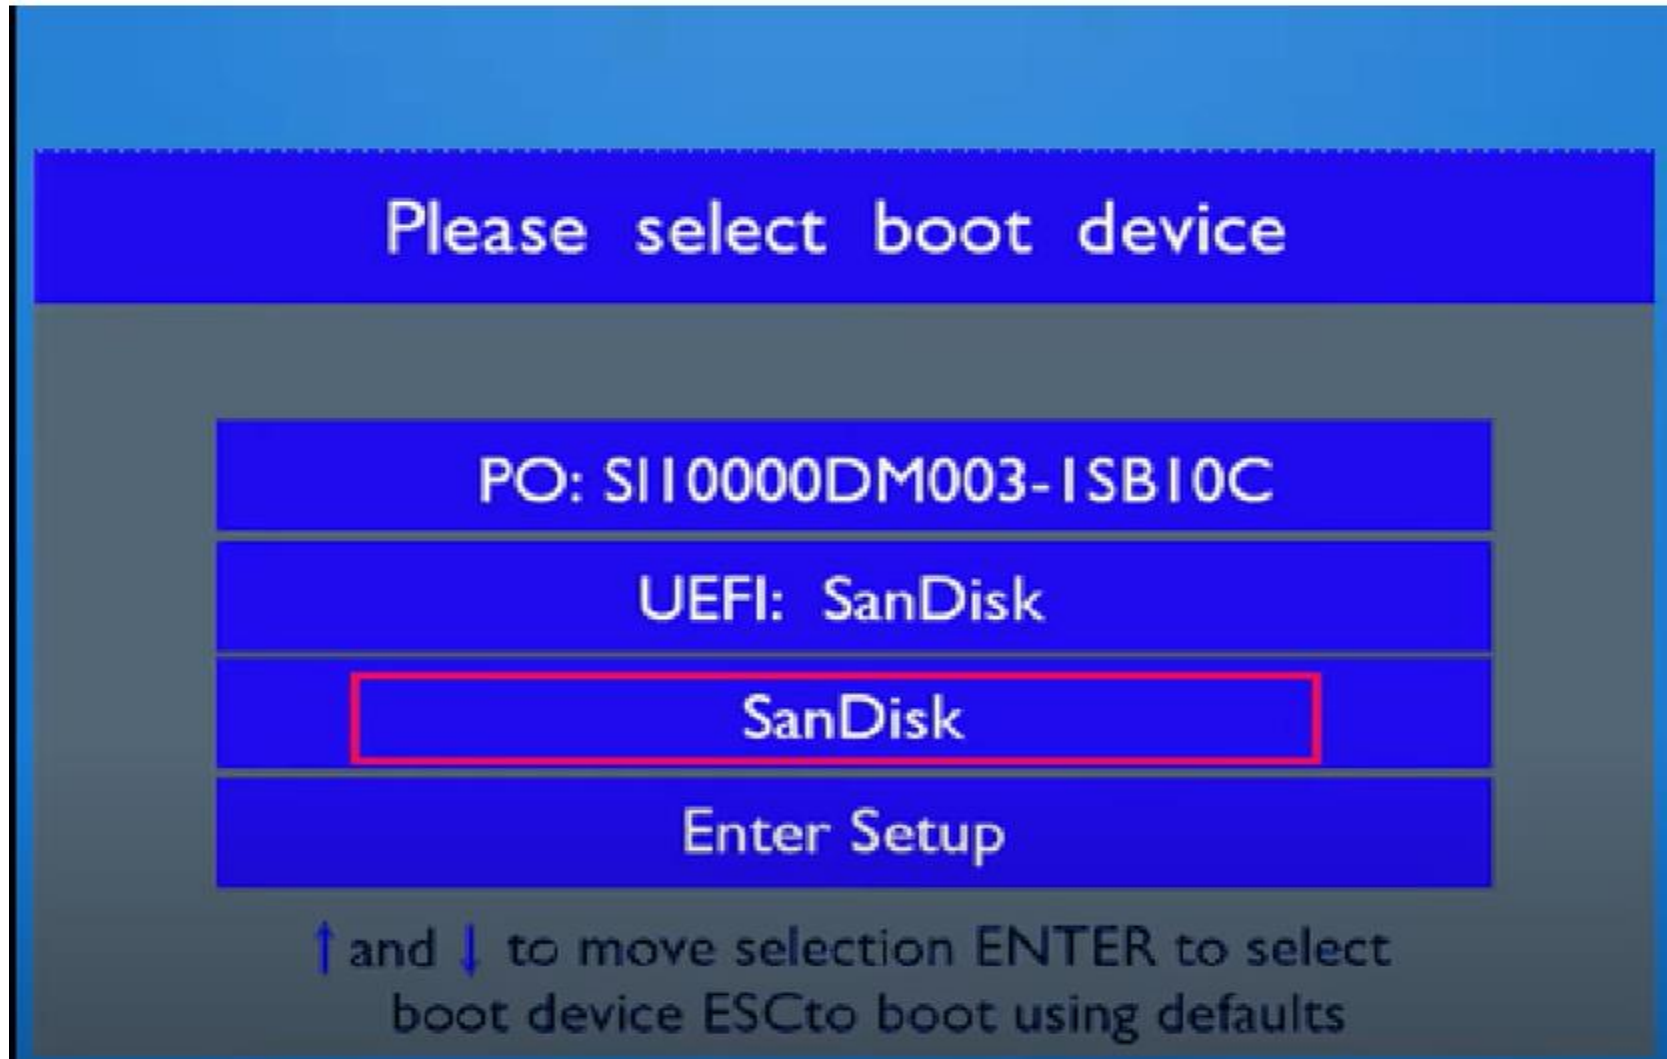 Please select boot device
PO: SI10000DM003-1SB10C
UEFI: SanDisk
SanDisk
Enter Setup
↑ and ↓ to move selection ENTER to select
boot device ESCto boot using defaults